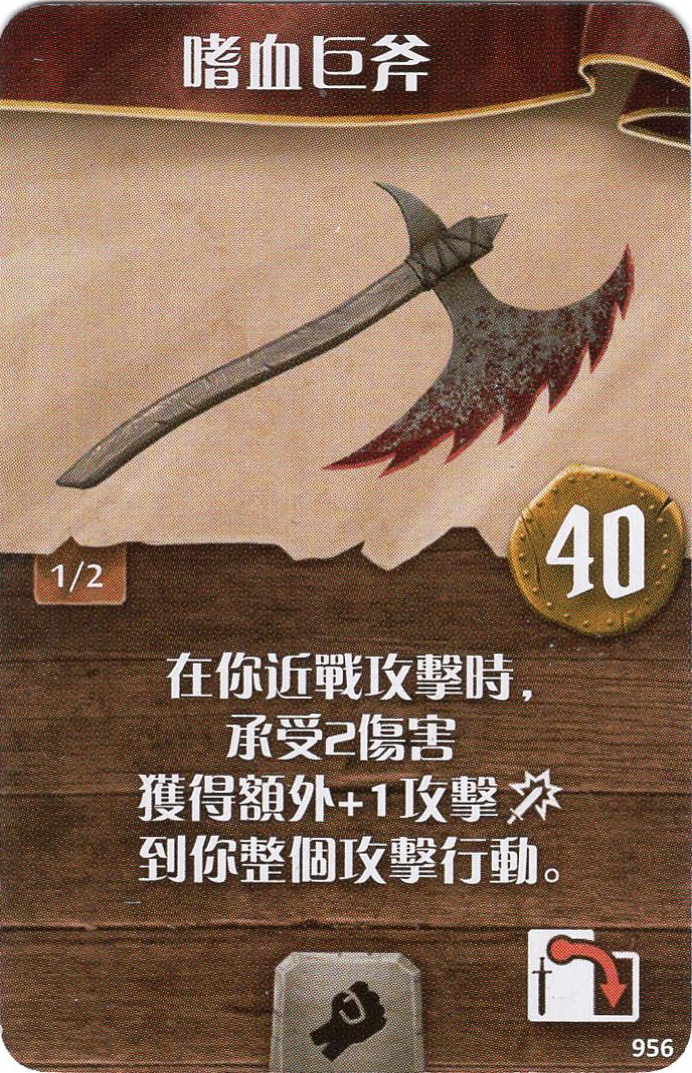 嗜血巨斧
1/2
40
在你近戰攻擊時,
承受2傷害
獲得額外+1攻擊
到你整個攻擊行動。
956